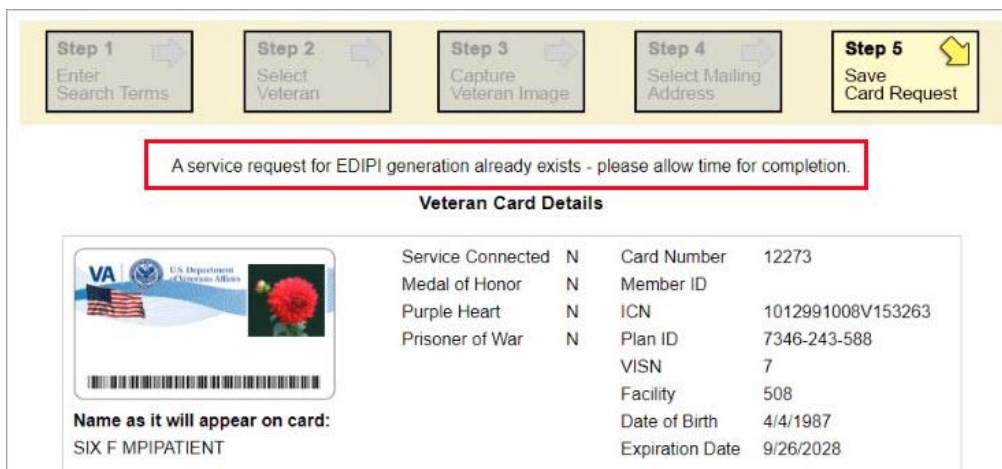 Step 1
Enter
Search Terms
Step 2
Select
Veteran
Step 3
Capture
Veteran Image
Step 4
Select Mailing
Address
Step 5
Save
Card Request
A service request for EDIPI generation already exists - please allow time for completion.
Veteran Card Details
VA
U.S. Department
of Veterans Affairs
Name as it will appear on card:
SIX F MPIPATIENT
Service Connected N
Medal of Honor N
Purple Heart N
Prisoner of War N
Card Number 12273
Member ID
ICN 1012991008V153263
Plan ID 7346-243-588
VISN 7
Facility 508
Date of Birth 4/4/1987
Expiration Date 9/26/2028